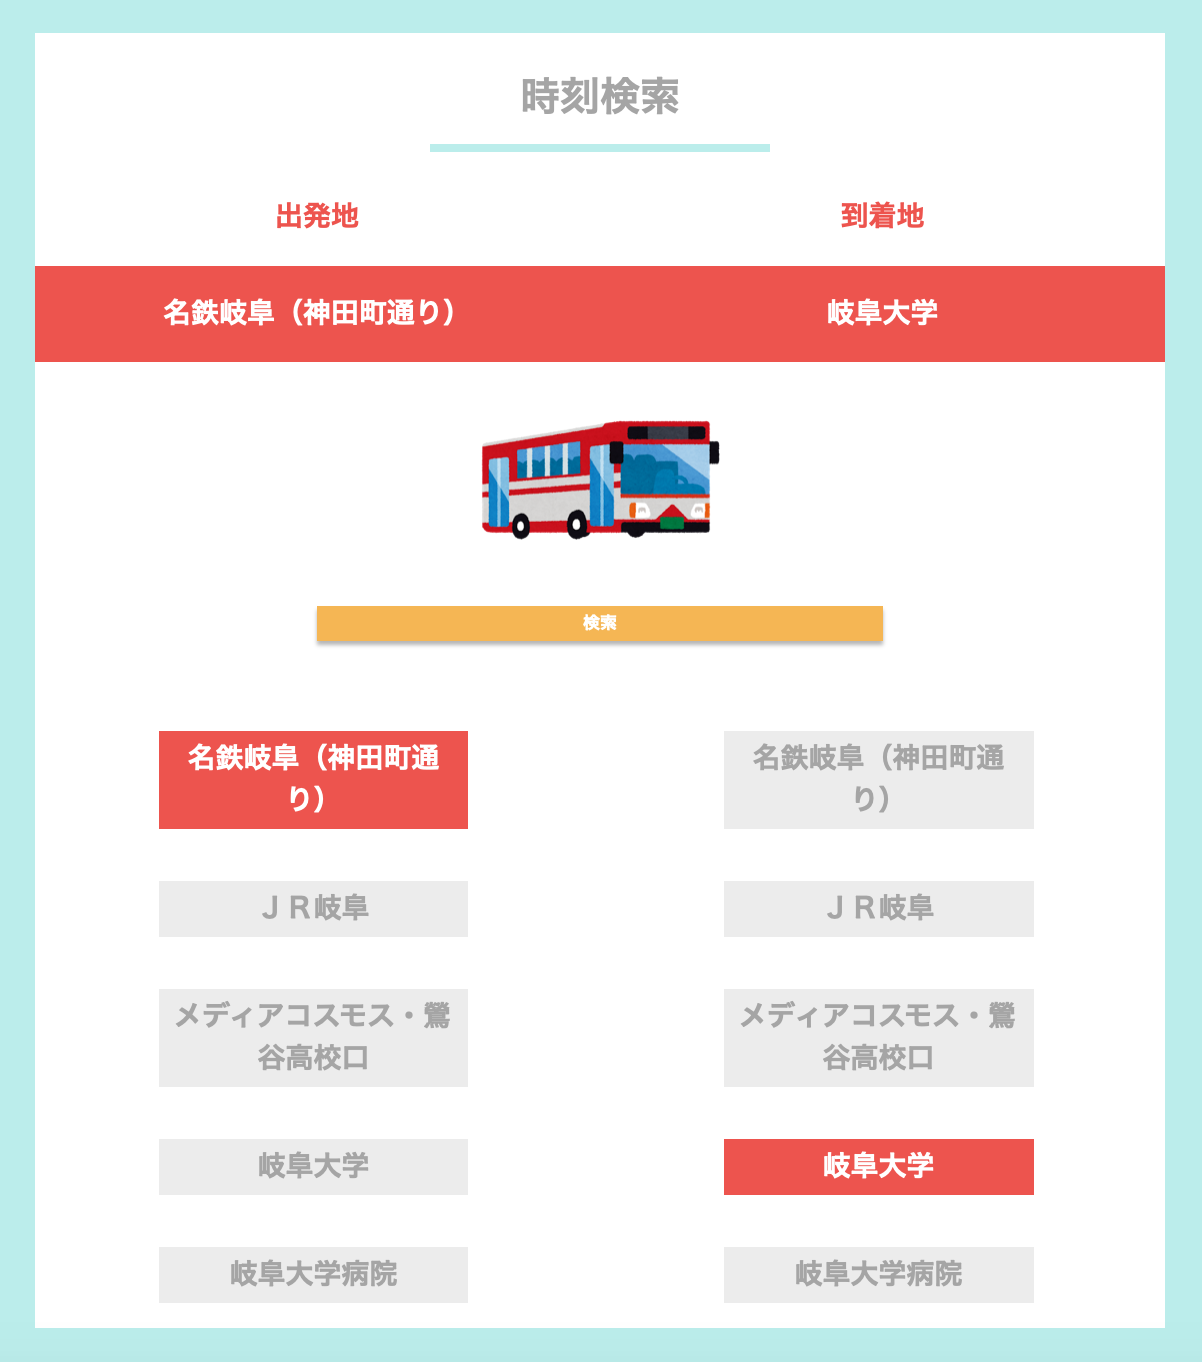 時刻検索
出発地
到着地
名鉄岐阜（神田町通り）
岐阜大学
検索
名鉄岐阜（神田町通
り）
名鉄岐阜（神田町通
り）
ＪＲ岐阜
ＪＲ岐阜
メディアコスモス・鶯
谷高校口
メディアコスモス・鶯
谷高校口
岐阜大学
岐阜大学
岐阜大学病院
岐阜大学病院